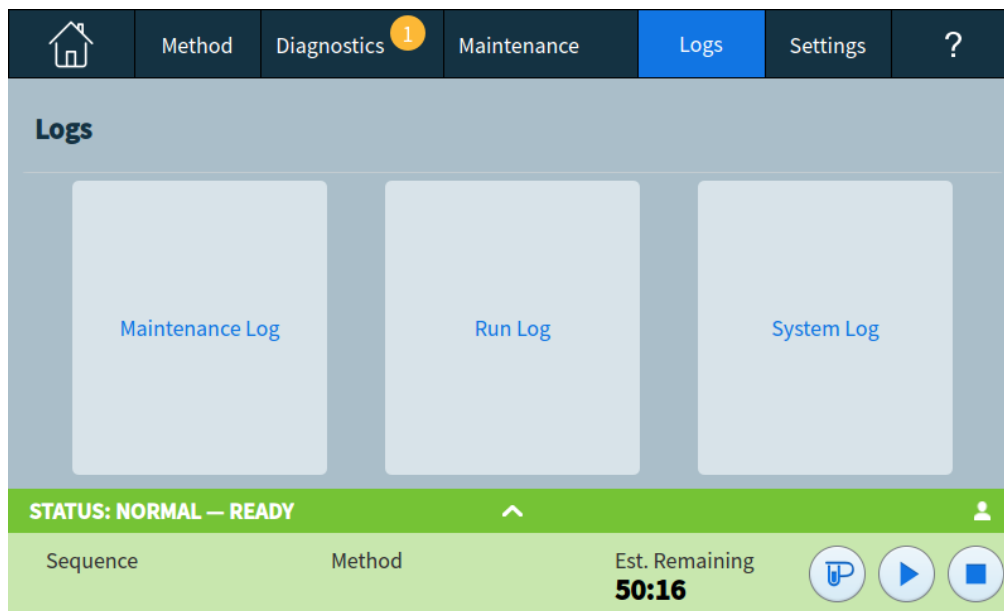 Method Diagnostics 1 Maintenance Logs Settings ?
Logs
Maintenance Log Run Log System Log
STATUS: NORMAL — READY
Sequence Method Est. Remaining
50:16